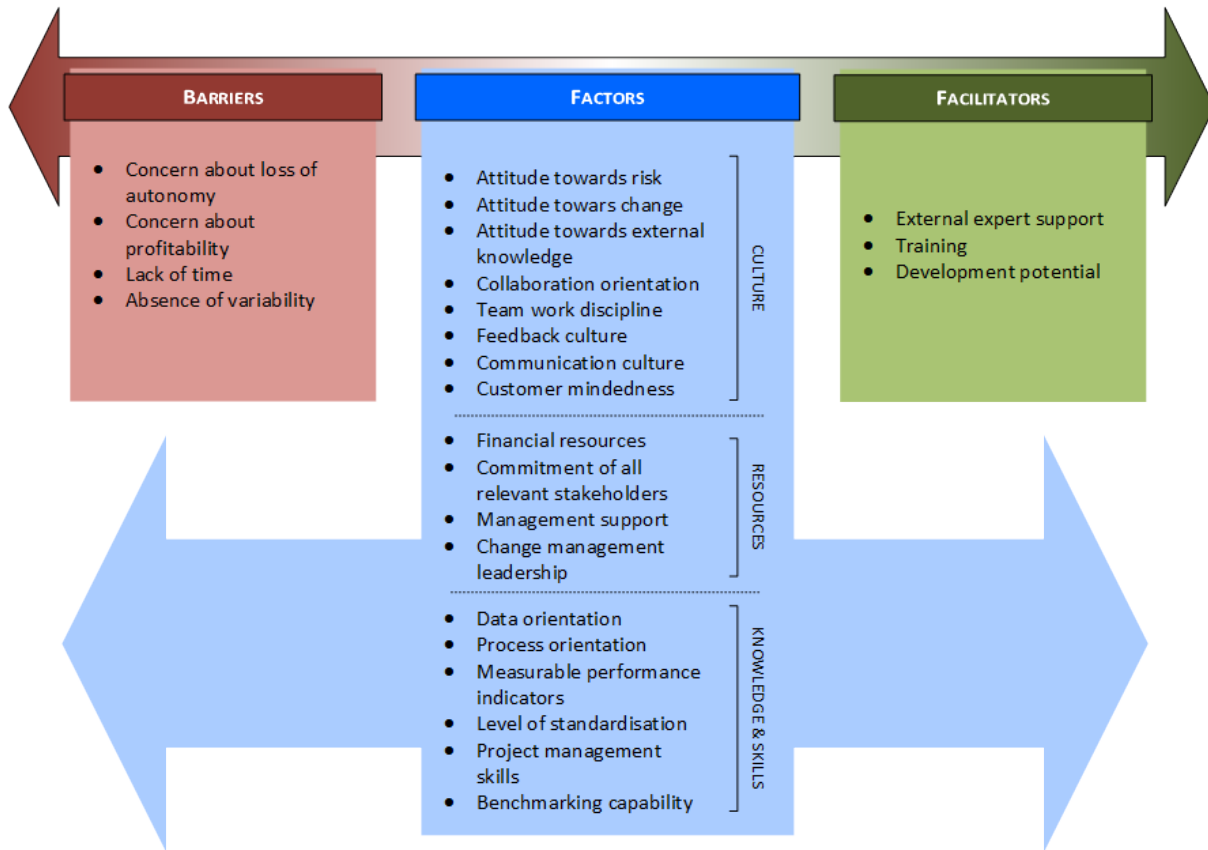 BARRIERS
• Concern about loss of
autonomy
• Concern about
profitability
• Lack of time
• Absence of variability
FACTORS
• Attitude towards risk
• Attitude towars change
• Attitude towards external
knowledge
• Collaboration orientation
• Team work discipline
• Feedback culture
• Communication culture
• Customer mindedness
CULTURE
• Financial resources
• Commitment of all
relevant stakeholders
• Management support
• Change management
leadership
RESOURCES
• Data orientation
• Process orientation
• Measurable performance
indicators
• Level of standardisation
• Project management
skills
• Benchmarking capability
KNOWLEDGE & SKILLS
FACILITATORS
• External expert support
• Training
• Development potential